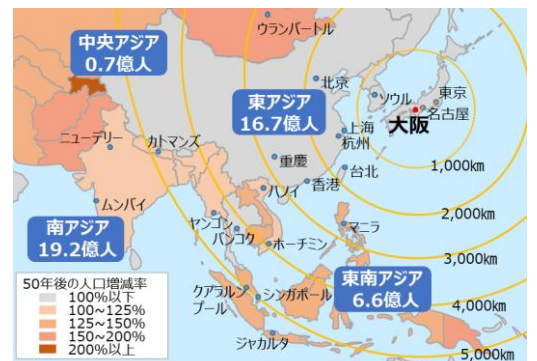 ウランバートル
中央アジア
0.7億人
北京
ソウル
東京
名古屋
大阪
東アジア
16.7億人
上海
杭州
ニューデリー
カトマンズ
重慶
台北
1,000km
ハノイ
香港
ムンバイ
2,000km
南アジア
19.2億人
ヤンゴン
バンコク
ホーチミン
マニラ
3,000km
東南アジア
6.6億人
クアラルン
プール
シンガポール
4,000km
ジャカルタ
5,000km
50年後の人口増減率
100%以下
100~125%
125~150%
150~200%
200%以上